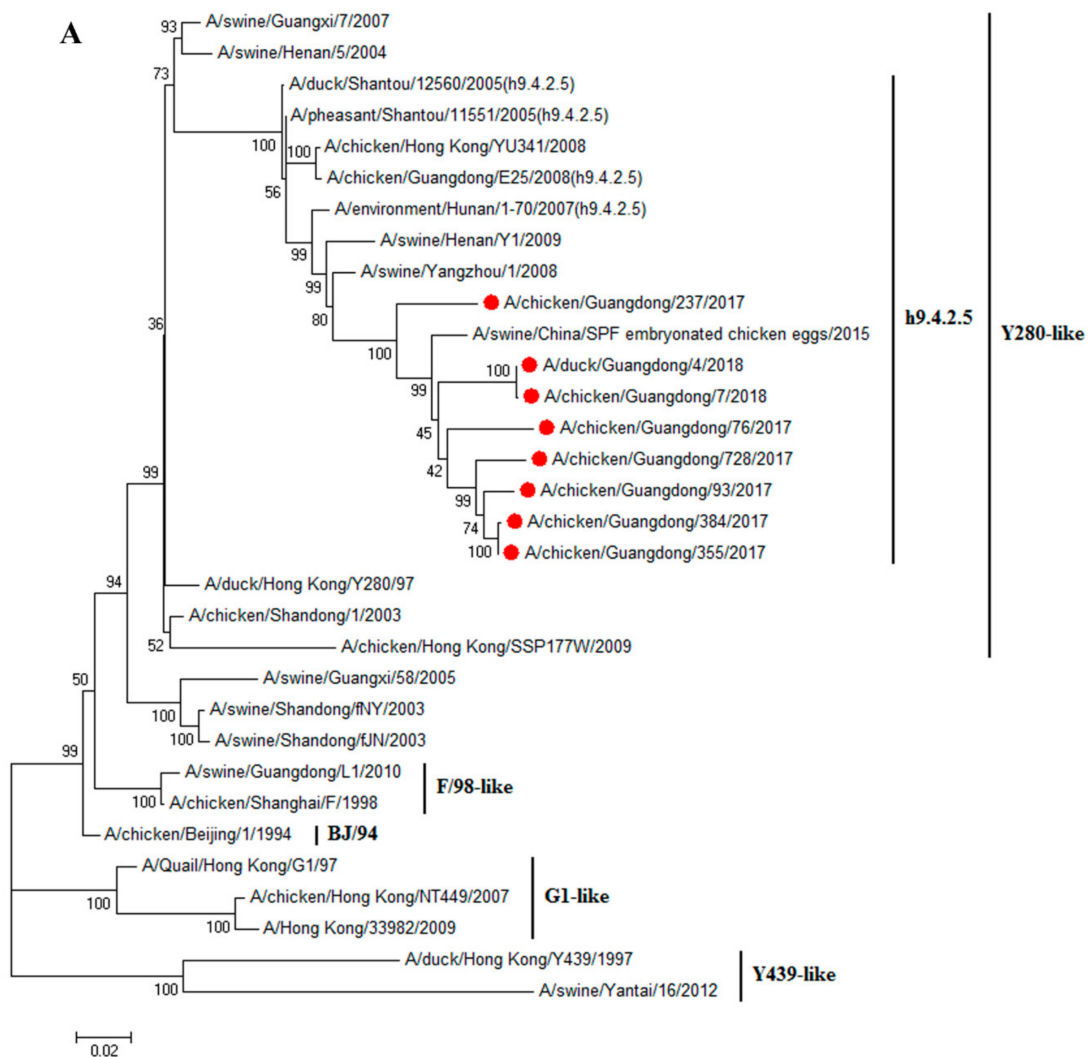 A
93
A/swine/Guangxi/7/2007
A/swine/Henan/5/2004
73
A/duck/Shantou/12560/2005(h9.4.2.5)
A/pheasant/Shantou/11551/2005(h9.4.2.5)
100
100
A/chicken/Hong Kong/YU341/2008
A/chicken/Guangdong/E25/2008(h9.4.2.5)
56
A/environment/Hunan/1-70/2007(h9.4.2.5)
99
A/swine/Henan/Y1/2009
99
A/swine/Yangzhou/1/2008
80
A/chicken/Guangdong/237/2017
h9.4.2.5
36
A/swine/China/SPF embryonated chicken eggs/2015
Y280-like
100
A/duck/Guangdong/4/2018
100
99
A/chicken/Guangdong/7/2018
45
A/chicken/Guangdong/76/2017
42
A/chicken/Guangdong/728/2017
99
99
A/chicken/Guangdong/93/2017
74
A/chicken/Guangdong/384/2017
100
A/chicken/Guangdong/355/2017
94
A/duck/Hong Kong/Y280/97
A/chicken/Shandong/1/2003
52
A/chicken/Hong Kong/SSP177W/2009
50
A/swine/Guangxi/58/2005
100
A/swine/Shandong/fNY/2003
100
A/swine/Shandong/fJN/2003
99
A/swine/Guangdong/L1/2010
F/98-like
100
A/chicken/Shanghai/F/1998
A/chicken/Beijing/1/1994
BJ/94
A/Quail/Hong Kong/G1/97
100
A/chicken/Hong Kong/NT449/2007
G1-like
100
A/Hong Kong/33982/2009
A/duck/Hong Kong/Y439/1997
Y439-like
100
A/swine/Yantai/16/2012
0.02